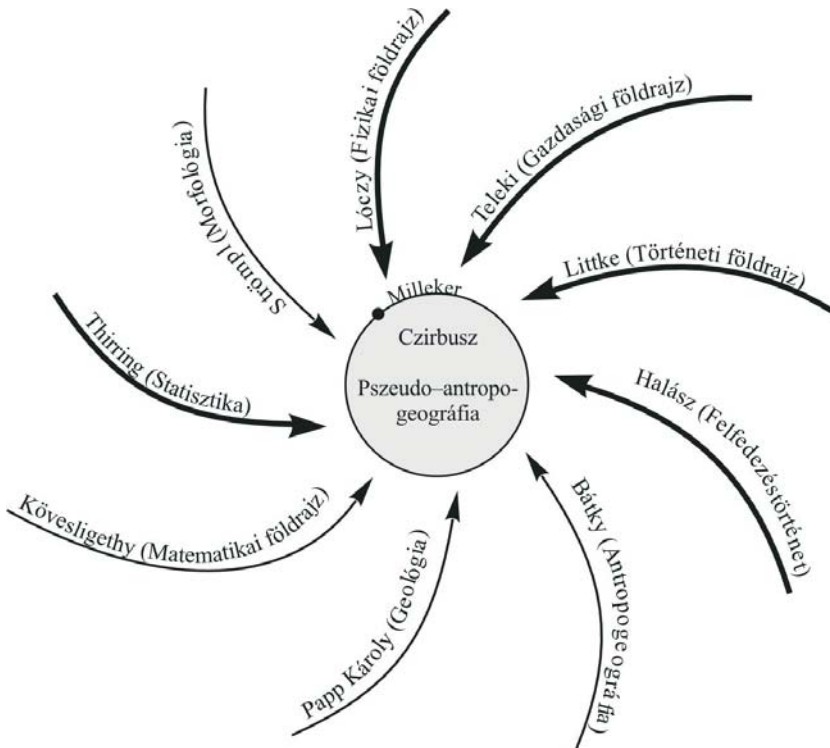 Lóczy (Fizikai földrajz)
Teleki (Gazdasági földrajz)
Littke (Történeti földrajz)
Halász (Felfedezéstörténet)
Bátky (Antropogeográfia)
Papp Károly (Geológia)
Kövesligethy (Matematikai földrajz)
Thirring (Statisztika)
Strömpl (Morfológia)
Milleker
Czirbusz
Pszeudo–antropo-
geográfia